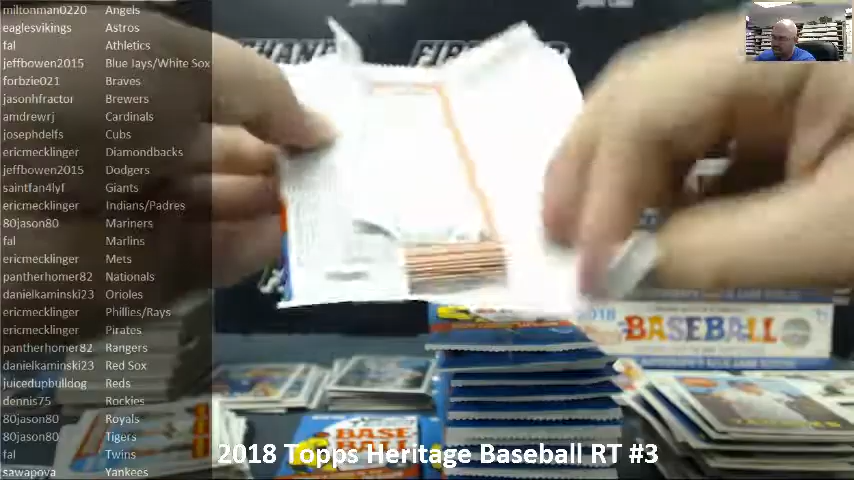 miltonman0220 Angels
eaglesvikings Astros
fal Athletics
jeffbowen2015 Blue Jays/White Sox
forbzie021 Braves
jasonhfractor Brewers
amdrewrj Cardinals
josephdelfs Cubs
ericmecklinger Diamondbacks
jeffbowen2015 Dodgers
saintfan4lyf Giants
ericmecklinger Indians/Padres
80jason80 Mariners
fal Marlins
ericmecklinger Mets
pantherhomer82 Nationals
danielkaminski23 Orioles
ericmecklinger Phillies/Rays
ericmecklinger Pirates
pantherhomer82 Rangers
danielkaminski23 Red Sox
juicedupbulldog Reds
dennis75 Rockies
80jason80 Royals
80jason80 Tigers
fal Twins
sawapova Yankees
2018
BASEBALL
BASE
BALL
2018 Topps Heritage Baseball RT #3